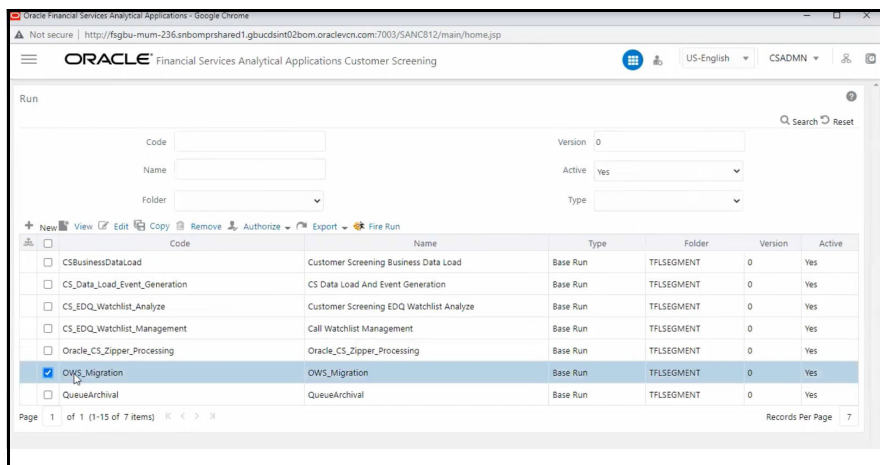 Oracle Financial Services Analytical Applications - Google Chrome
Not secure | http://fsgbu-mum-236.snbomprshared1.gbucdsint02bom.oraclevcn.com:7003/SANC812/main/home.jsp
ORACLE Financial Services Analytical Applications Customer Screening US-English CSADMN
Run
Search Reset
Code Version 0
Name Active Yes
Folder Type
New View Edit Copy Remove Authorize Export Fire Run
Code Name Type Folder Version Active
CSBusinessDataLoad Customer Screening Business Data Load Base Run TFLSEGMENT 0 Yes
CS_Data_Load_Event_Generation CS Data Load And Event Generation Base Run TFLSEGMENT 0 Yes
CS_EDQ_Watchlist_Analyze Customer Screening EDQ Watchlist Analyze Base Run TFLSEGMENT 0 Yes
CS_EDQ_Watchlist_Management Call Watchlist Management Base Run TFLSEGMENT 0 Yes
Oracle_CS_Zipper_Processing Oracle_CS_Zipper_Processing Base Run TFLSEGMENT 0 Yes
OWS_Migration OWS_Migration Base Run TFLSEGMENT 0 Yes
QueueArchival QueueArchival Base Run TFLSEGMENT 0 Yes
Page 1 of 1 (1-15 of 7 items) Records Per Page 7